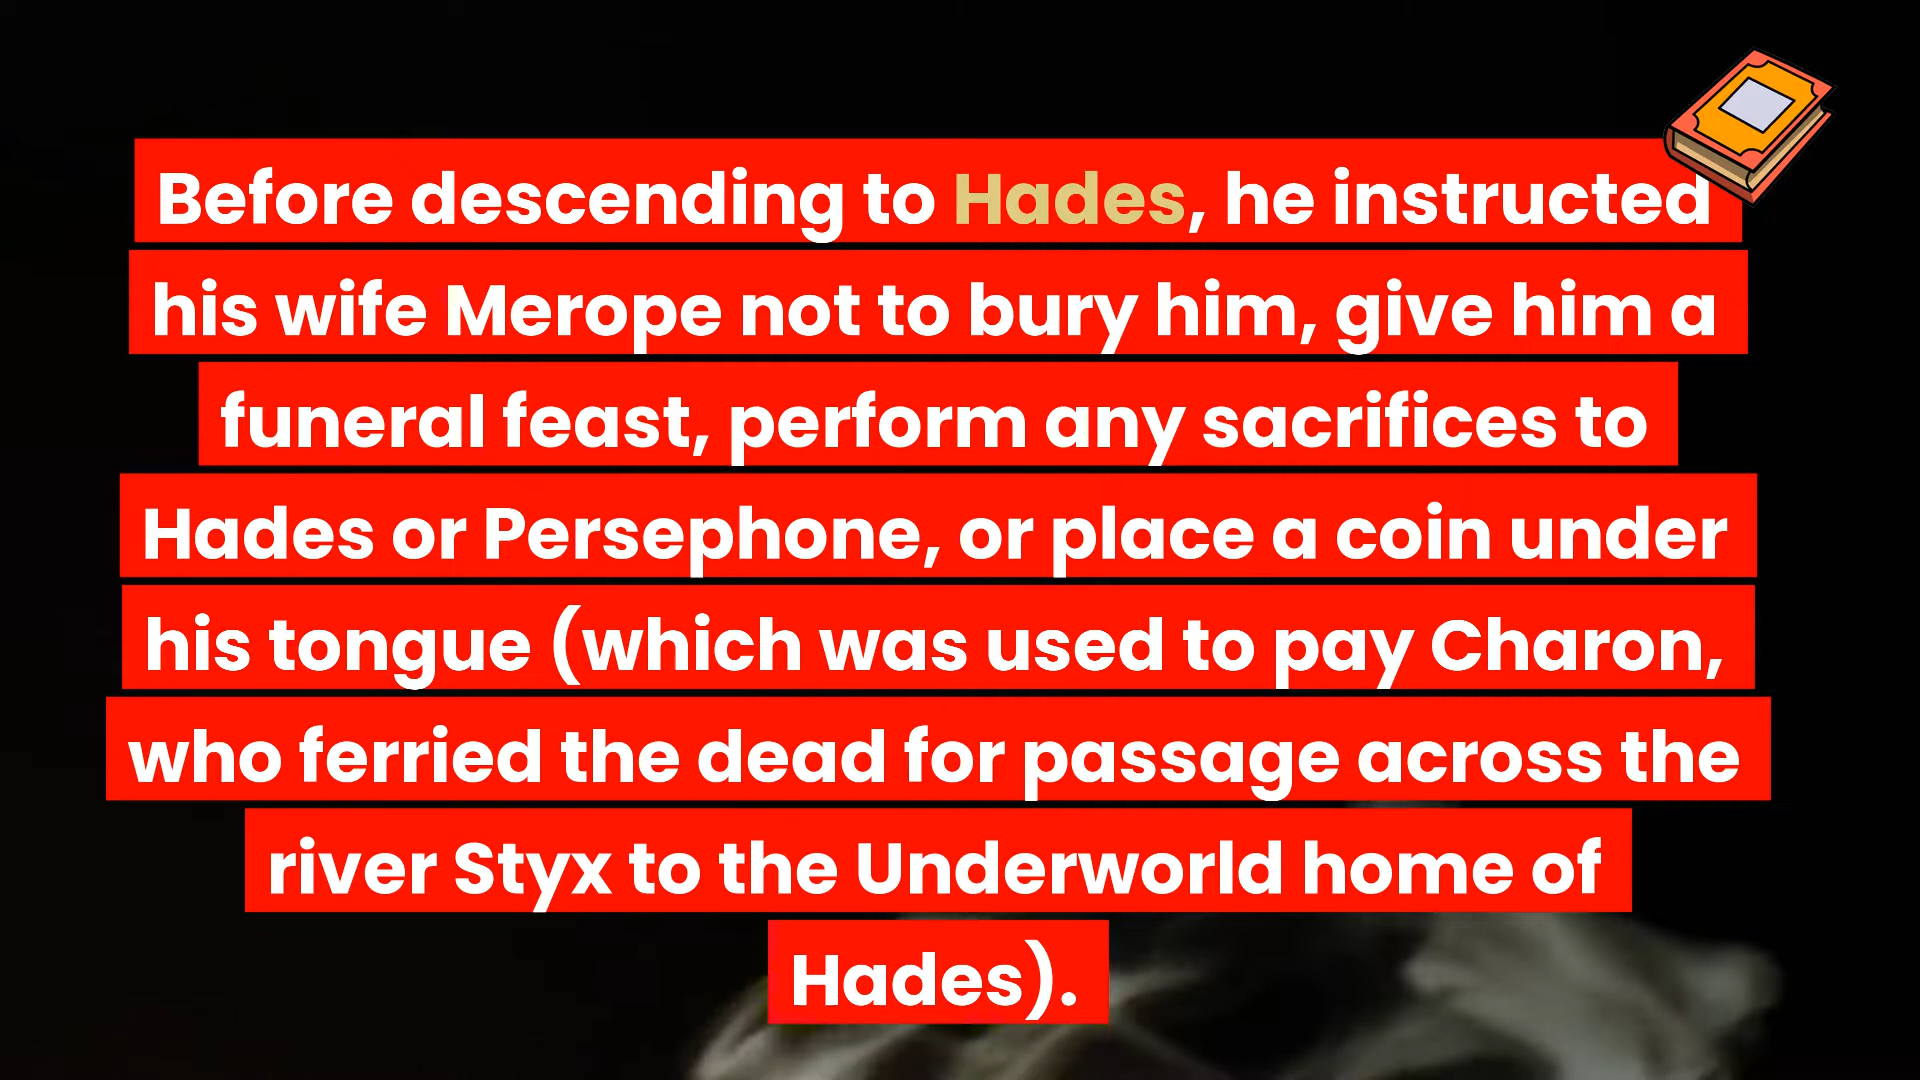 Before descending to Hades, he instructed
his wife Merope not to bury him, give him a
funeral feast, perform any sacrifices to
Hades or Persephone, or place a coin under
his tongue (which was used to pay Charon,
who ferried the dead for passage across the
river Styx to the Underworld home of
Hades).